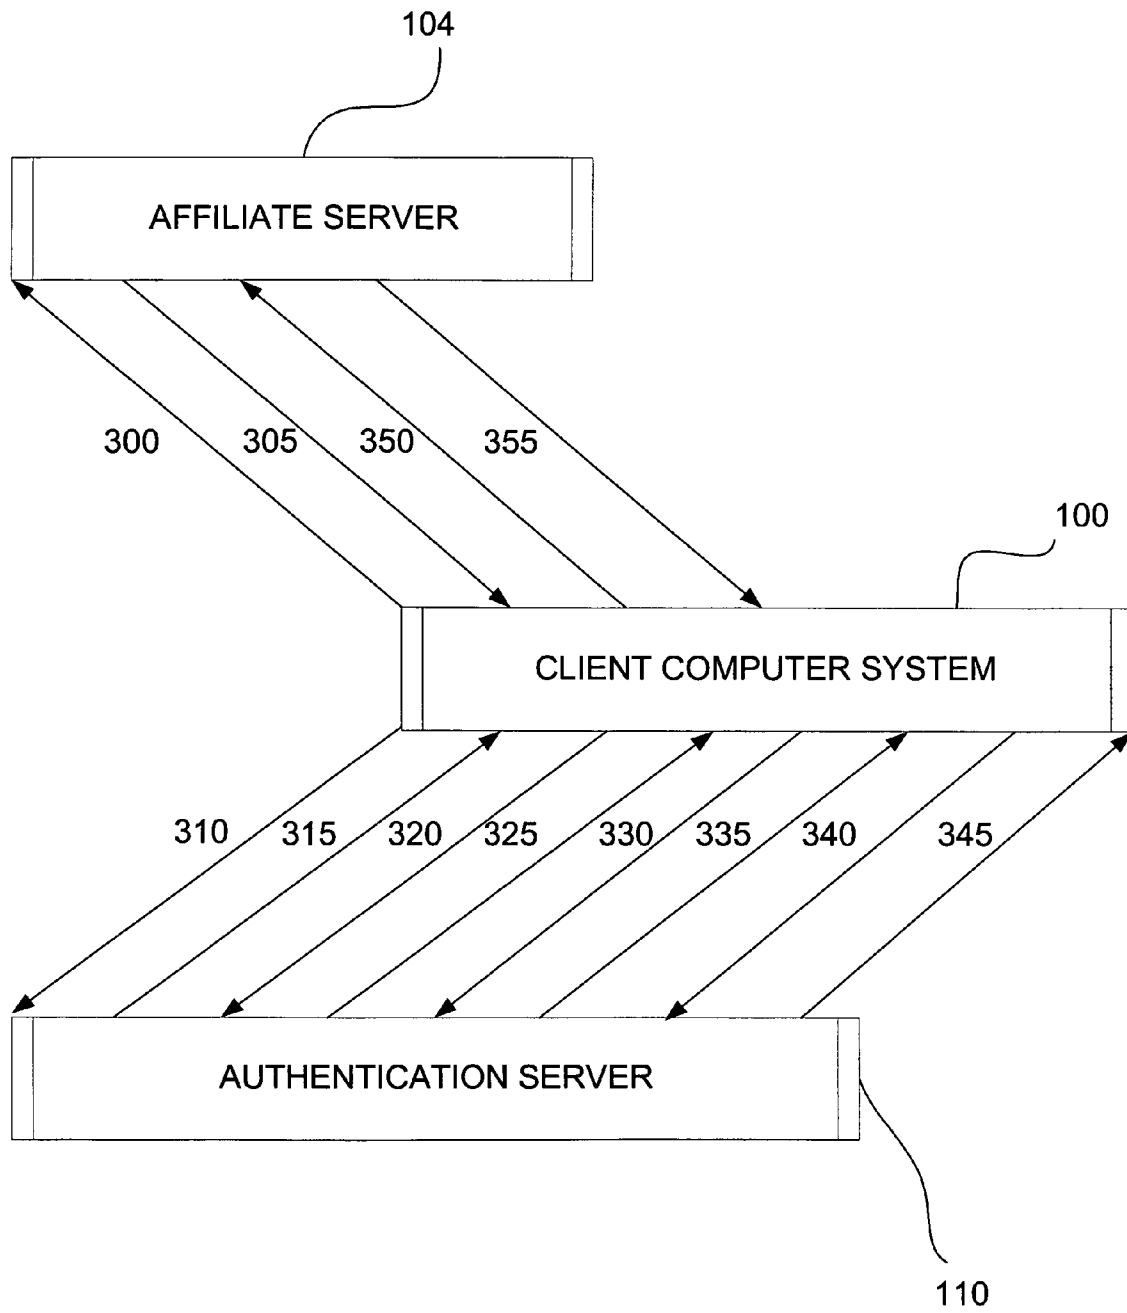 104
AFFILIATE SERVER
300 305 350 355
100
CLIENT COMPUTER SYSTEM
310 315 320 325 330 335 340 345
AUTHENTICATION SERVER
110